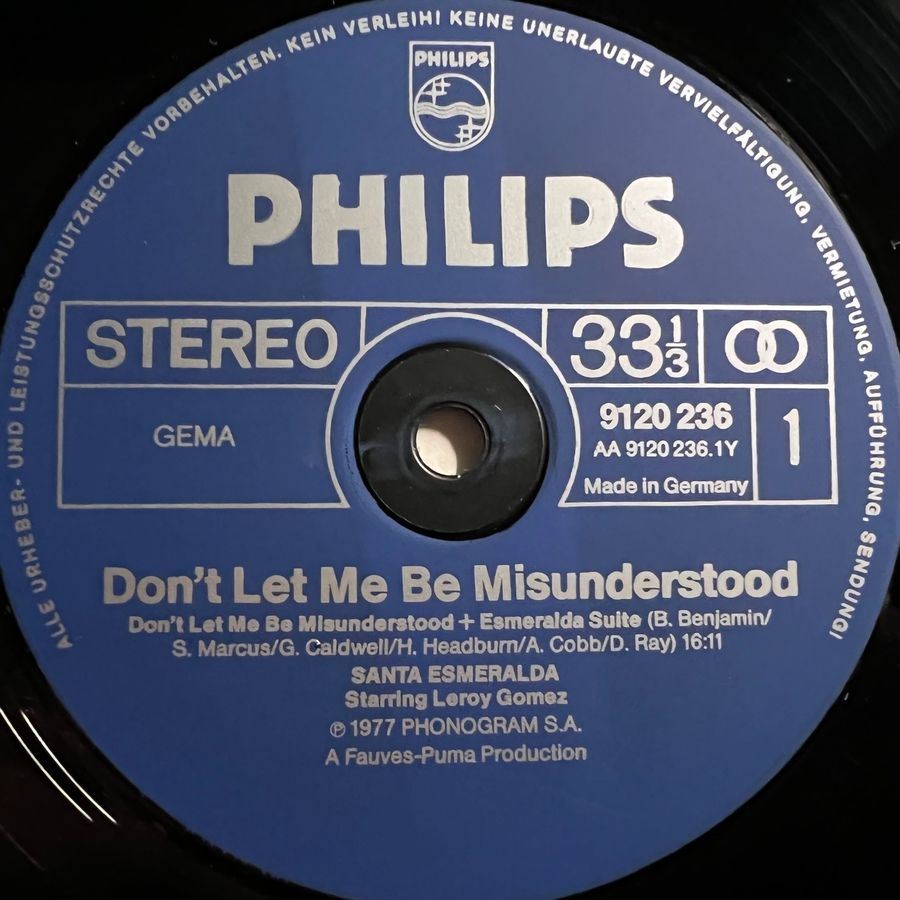 ALLE URHEBER- UND LEISTUNGSSCHUTZRECHTE VORBEHALTEN. KEIN VERLEIH! KEINE UNERLAUBTE VERVIELFÄLTIGUNG, VERMIETUNG, AUFFÜHRUNG, SENDUNG!
PHILIPS
PHILIPS
STEREO
33 1/3
GEMA
9120 236
AA 9120 236.1Y
Made in Germany
1
Don't Let Me Be Misunderstood
Don't Let Me Be Misunderstood + Esmeralda Suite (B. Benjamin/
S. Marcus/G. Caldwell/H. Headburn/A. Cobb/D. Ray) 16:11
SANTA ESMERALDA
Starring Leroy Gomez
℗ 1977 PHONOGRAM S.A.
A Fauves-Puma Production